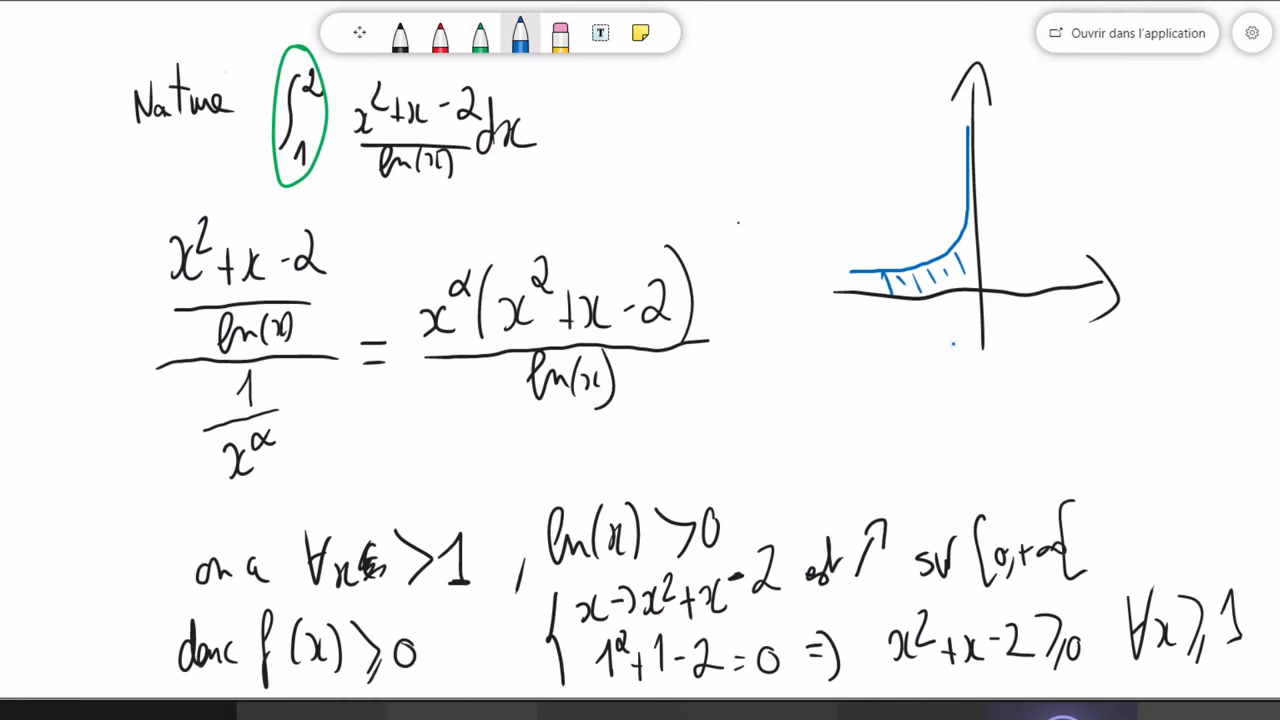 Ouvrir dans l'application
Nature ∫₁² (x²+x-2)/ln(x) dx
((x²+x-2)/ln(x))/(1/x^α) = x^α(x²+x-2)/ln(x)
on a ∀x >1 , ln(x) >0
x→x²+x-2 est ↗ sur [0,+∞[
donc f(x) ⩾ 0 { 1²+1-2=0 => x²+x-2⩾0 ∀x⩾1